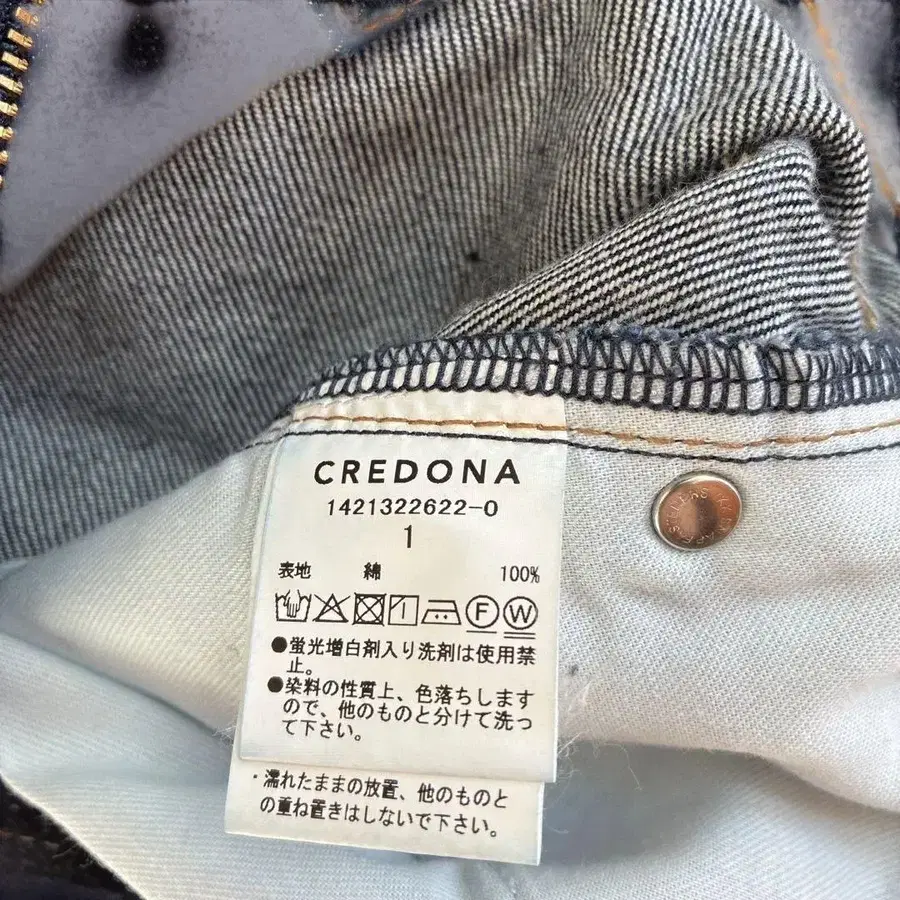 CREDONA
1421322622-0
1
表地 綿 100%
F W
●蛍光増白剤入り洗剤は使用禁
止。
●染料の性質上、色落ちします
ので、他のものと分けて洗っ
て下さい。
・濡れたままの放置、他のものと
の重ね置きはしないで下さい。